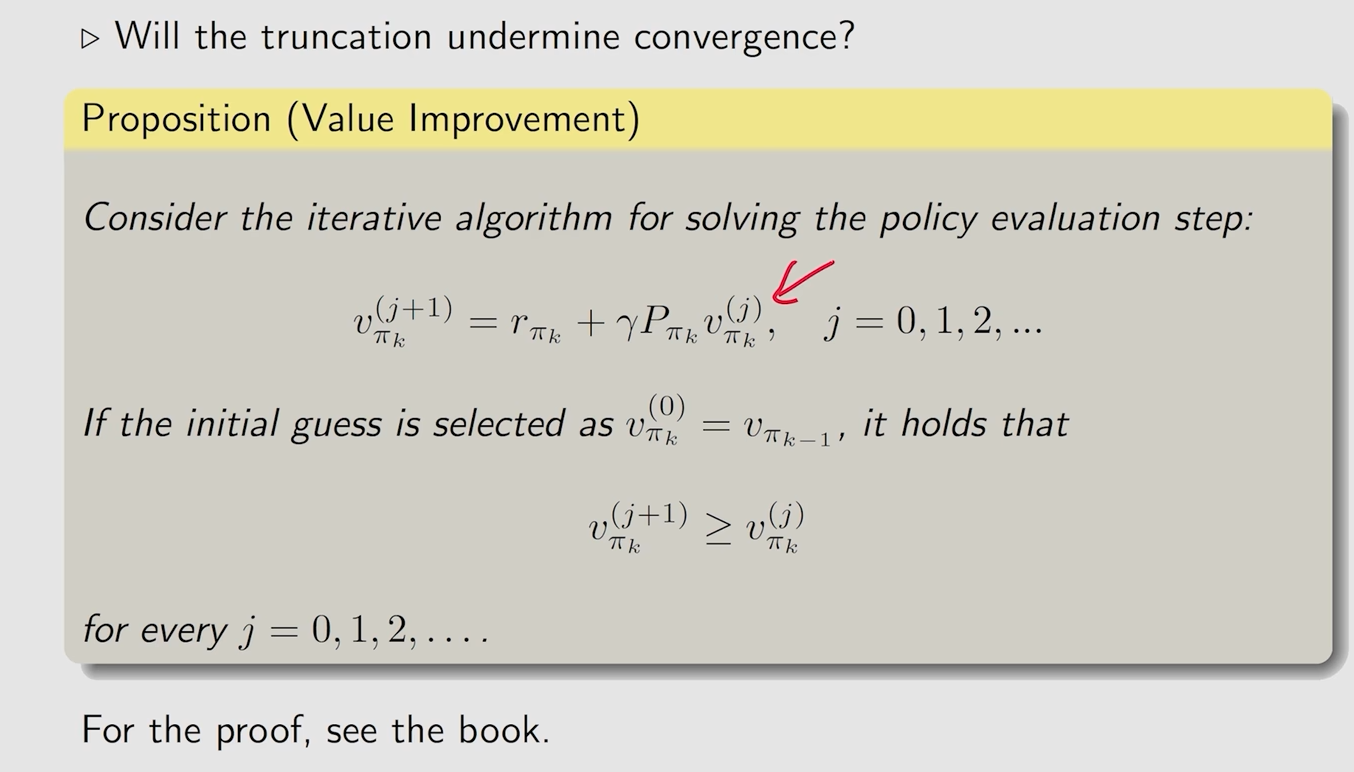 ▷ Will the truncation undermine convergence?
Proposition (Value Improvement)
Consider the iterative algorithm for solving the policy evaluation step:
$v_{\pi_k}^{(j+1)} = r_{\pi_k} + \gamma P_{\pi_k} v_{\pi_k}^{(j)}, \quad j = 0, 1, 2, ...$
If the initial guess is selected as $v_{\pi_k}^{(0)} = v_{\pi_{k-1}}$, it holds that
$v_{\pi_k}^{(j+1)} \geq v_{\pi_k}^{(j)}$
for every $j = 0, 1, 2, \ldots.$
For the proof, see the book.